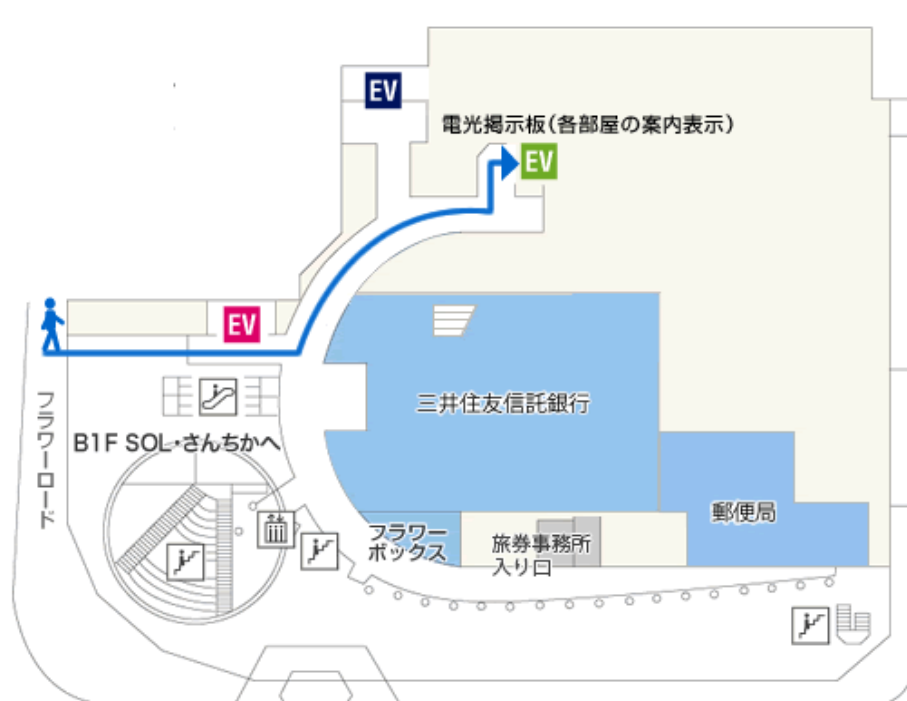 EV
電光掲示板(各部屋の案内表示)
EV
EV
フラワーロード
三井住友信託銀行
B1F SOL・さんちかへ
郵便局
フラワー
ボックス
旅券事務所
入り口